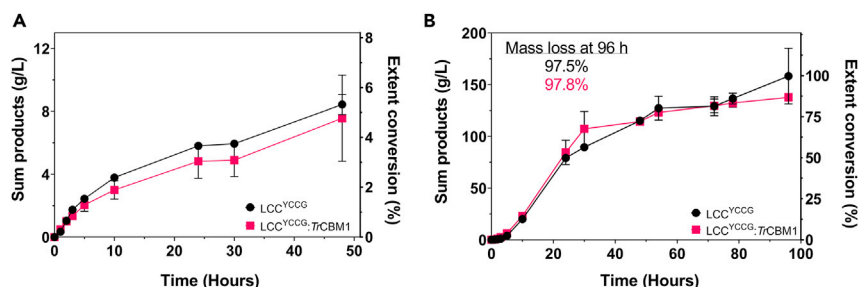 A
Sum products (g/L)
12
8
4
0
8
6
4
2
0
Extent conversion (%)
LCCYCCG
LCCYCCG:TrCBM1
0 10 20 30 40 50
Time (Hours)
B
Sum products (g/L)
200
150
100
50
0
Mass loss at 96 h
97.5%
97.8%
100
75
50
25
0
Extent conversion (%)
LCCYCCG
LCCYCCG:TrCBM1
0 20 40 60 80 100
Time (Hours)